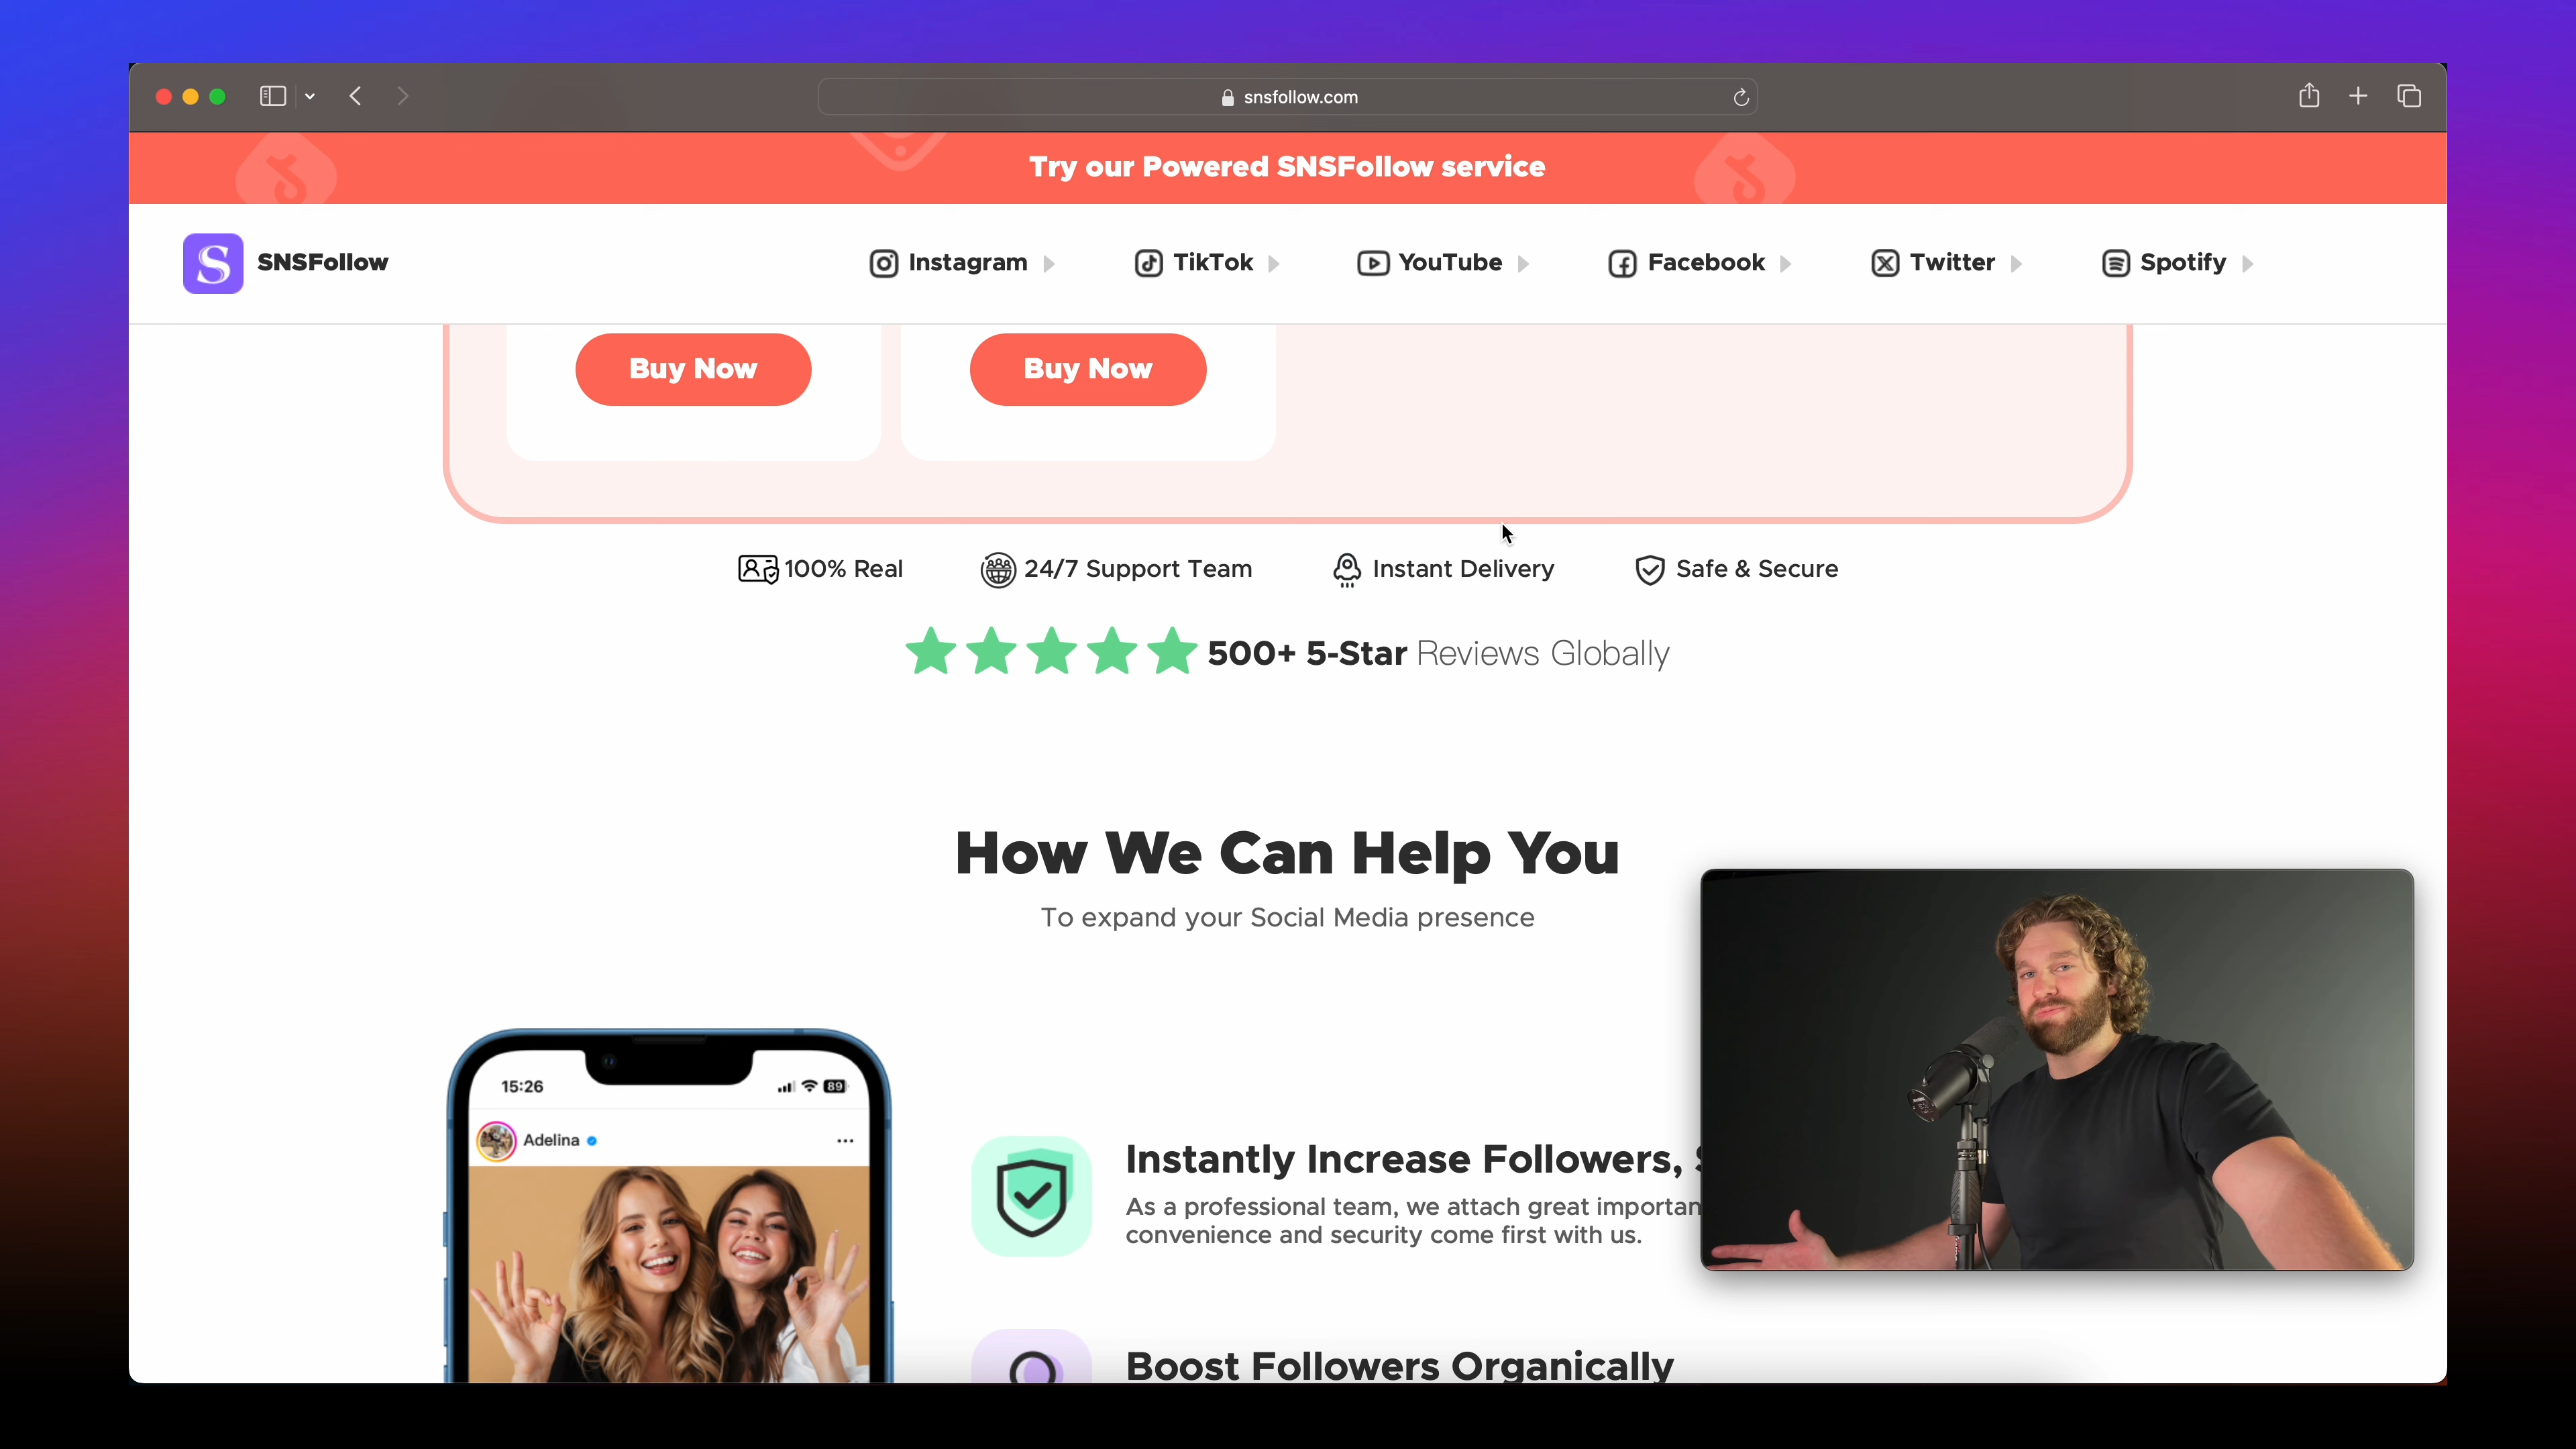 snsfollow.com
Try our Powered SNSFollow service
SNSFollow
Instagram
TikTok
YouTube
Facebook
Twitter
Spotify
Buy Now
Buy Now
100% Real
24/7 Support Team
Instant Delivery
Safe & Secure
500+ 5-Star Reviews Globally
How We Can Help You
To expand your Social Media presence
15:26
89
Adelina
Instantly Increase Followers,
As a professional team, we attach great importan
convenience and security come first with us.
Boost Followers Organically